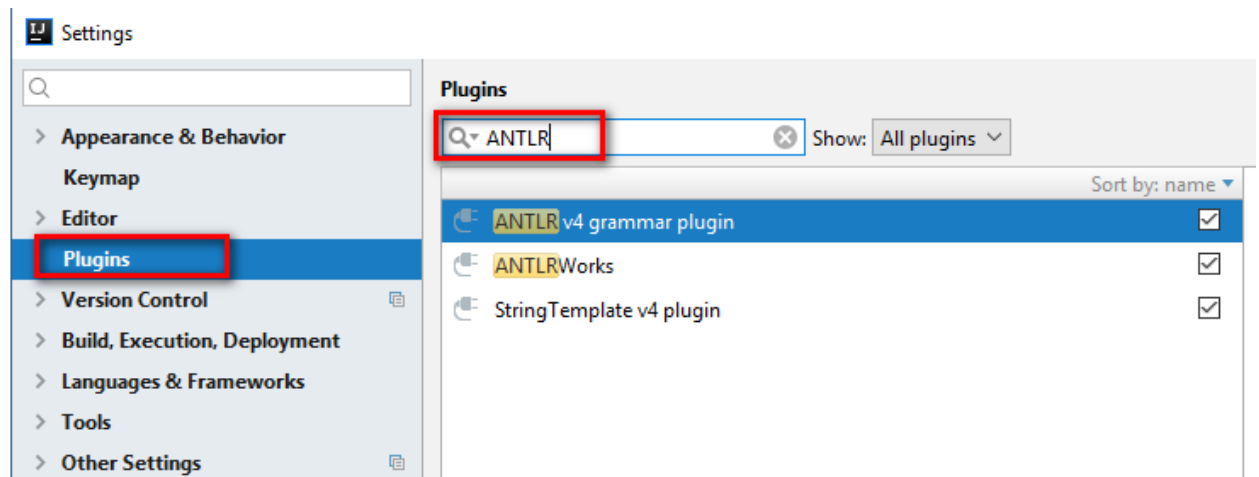 IJ Settings
Plugins
ANTLR Show: All plugins
Appearance & Behavior
Keymap
Sort by: name
Editor
ANTLR v4 grammar plugin
Plugins
ANTLRWorks
Version Control
StringTemplate v4 plugin
Build, Execution, Deployment
Languages & Frameworks
Tools
Other Settings